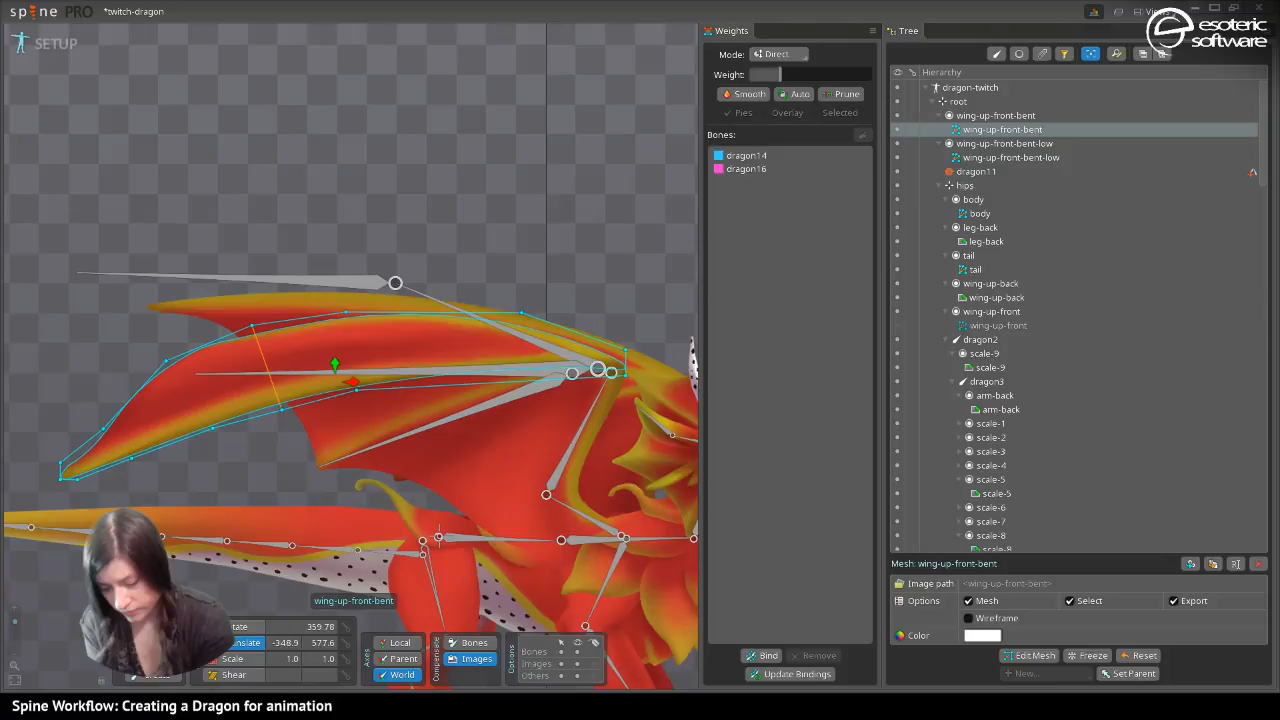 spine PRO
*twitch-dragon
Views
SETUP
esoteric
software
Weights
Tree
Mode:
Direct
Weight:
Smooth
Auto
Prune
Pies
Overlay
Selected
Bones:
dragon14
dragon16
Hierarchy
dragon-twitch
root
wing-up-front-bent
wing-up-front-bent
wing-up-front-bent-low
wing-up-front-bent-low
dragon11
hips
body
body
leg-back
leg-back
tail
tail
wing-up-back
wing-up-back
wing-up-front
wing-up-front
dragon2
scale-9
scale-9
dragon3
arm-back
arm-back
scale-1
scale-2
scale-3
scale-4
scale-5
scale-5
scale-6
scale-7
scale-8
scale-8
Mesh: wing-up-front-bent
Image path
<wing-up-front-bent>
Options
Mesh
Select
Export
Wireframe
Color
Edit Mesh
Freeze
Reset
New...
Set Parent
Bind
Remove
Update Bindings
wing-up-front-bent
359.78
-348.9
577.6
Scale
1.0
1.0
Shear
Axes
Local
Parent
World
Compensate
Bones
Images
Options
Bones
Images
Others
Spine Workflow: Creating a Dragon for animation